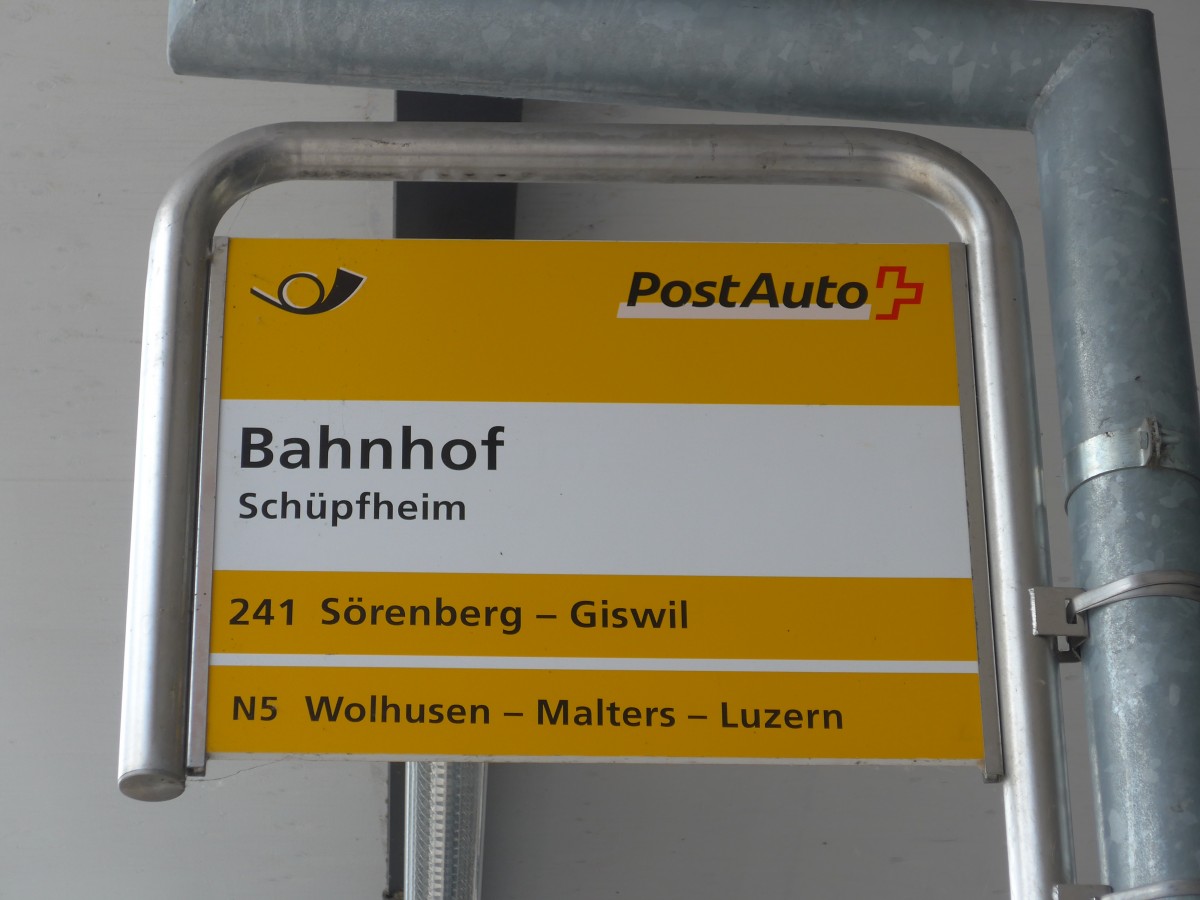 PostAuto
Bahnhof
Schüpfheim
241 Sörenberg – Giswil
N5 Wolhusen – Malters – Luzern